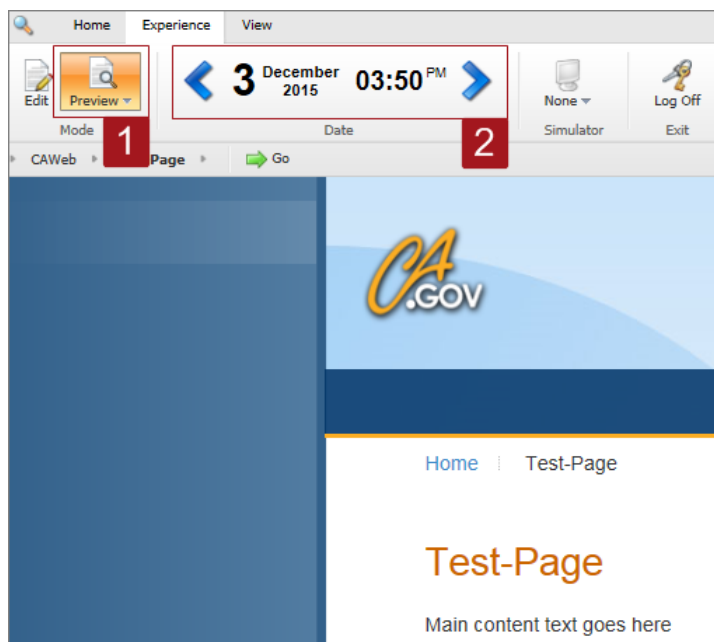 Home Experience View
Edit
Preview
3 December 2015 03:50 PM
None
Log Off
Mode
1
Date
2
Simulator
Exit
CAWeb Page Go
CA
.GOV
Home Test-Page
Test-Page
Main content text goes here